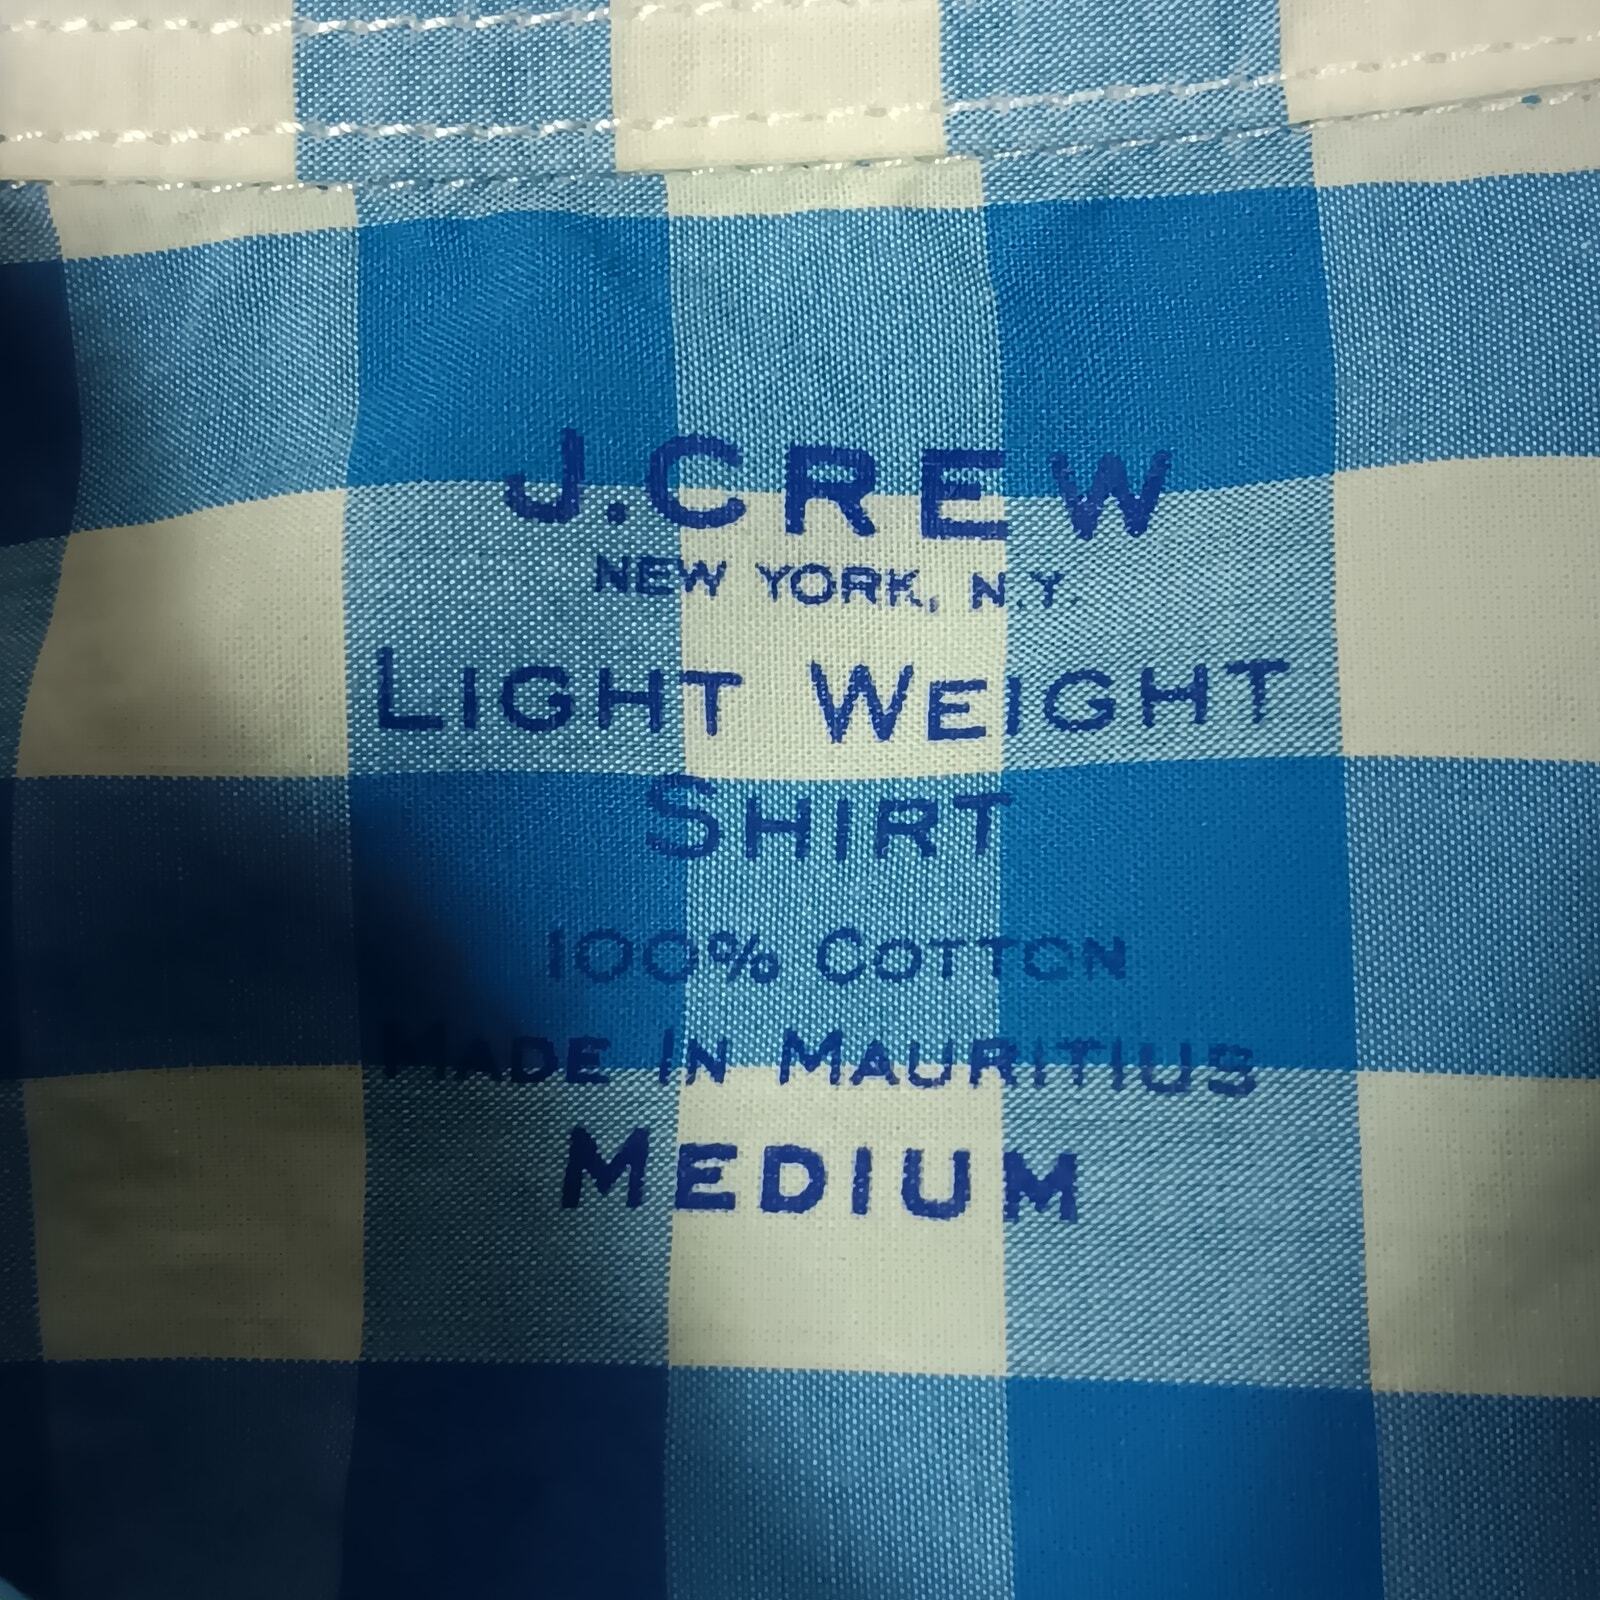 J.CREW
NEW YORK, N.Y.
LIGHT WEIGHT
SHIRT
100% COTTON
MADE IN MAURITIUS
MEDIUM